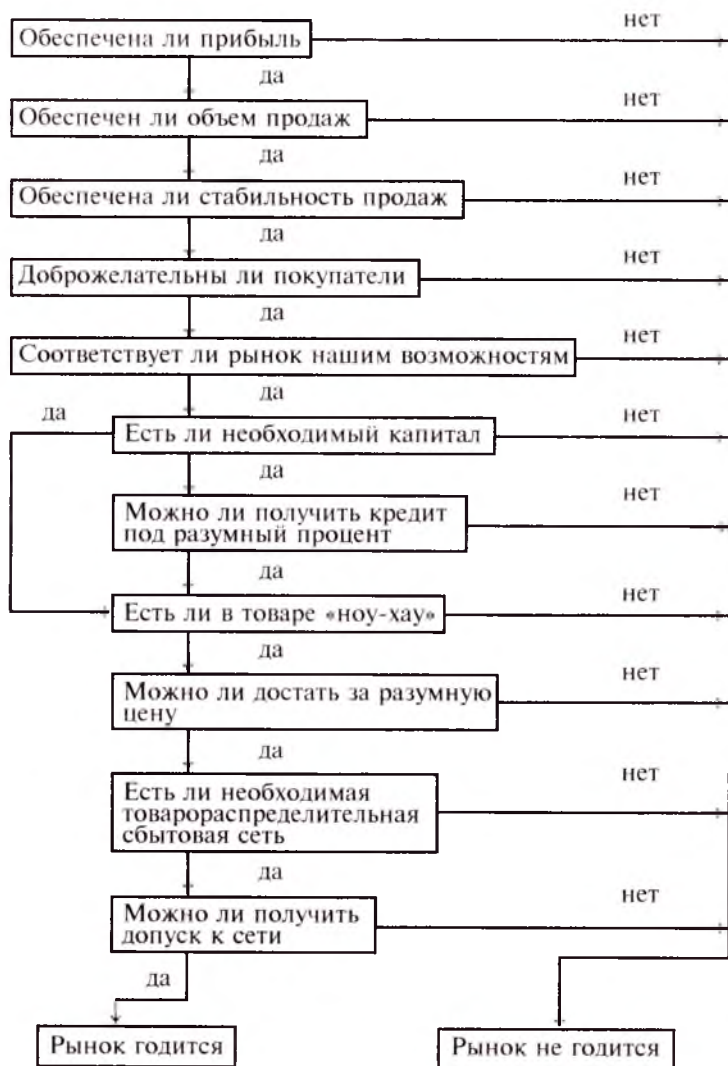 нет
Обеспечена ли прибыль
да
нет
Обеспечен ли объем продаж
да
нет
Обеспечена ли стабильность продаж
да
нет
Доброжелательны ли покупатели
да
нет
Соответствует ли рынок нашим возможностям
да
да
нет
Есть ли необходимый капитал
да
нет
Можно ли получить кредит
под разумный процент
да
нет
Есть ли в товаре «ноу-хау»
да
нет
Можно ли достать за разумную
цену
да
нет
Есть ли необходимая
товарораспределительная
сбытовая сеть
да
нет
Можно ли получить
допуск к сети
да
Рынок годится
Рынок не годится